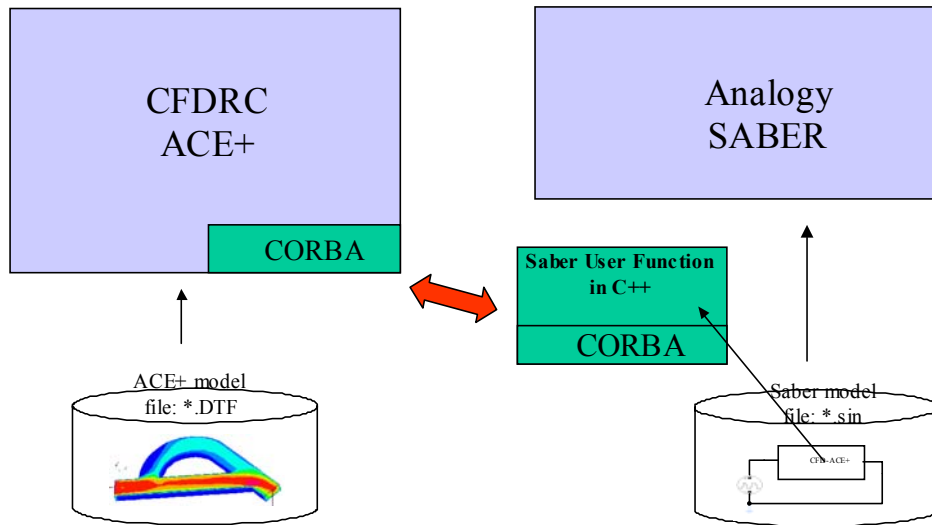 CFDRC
ACE+
CORBA
Analogy
SABER
Saber User Function
in C++
CORBA
ACE+ model
file: *.DTF
Saber model
file: *.sin
CFD-ACE+